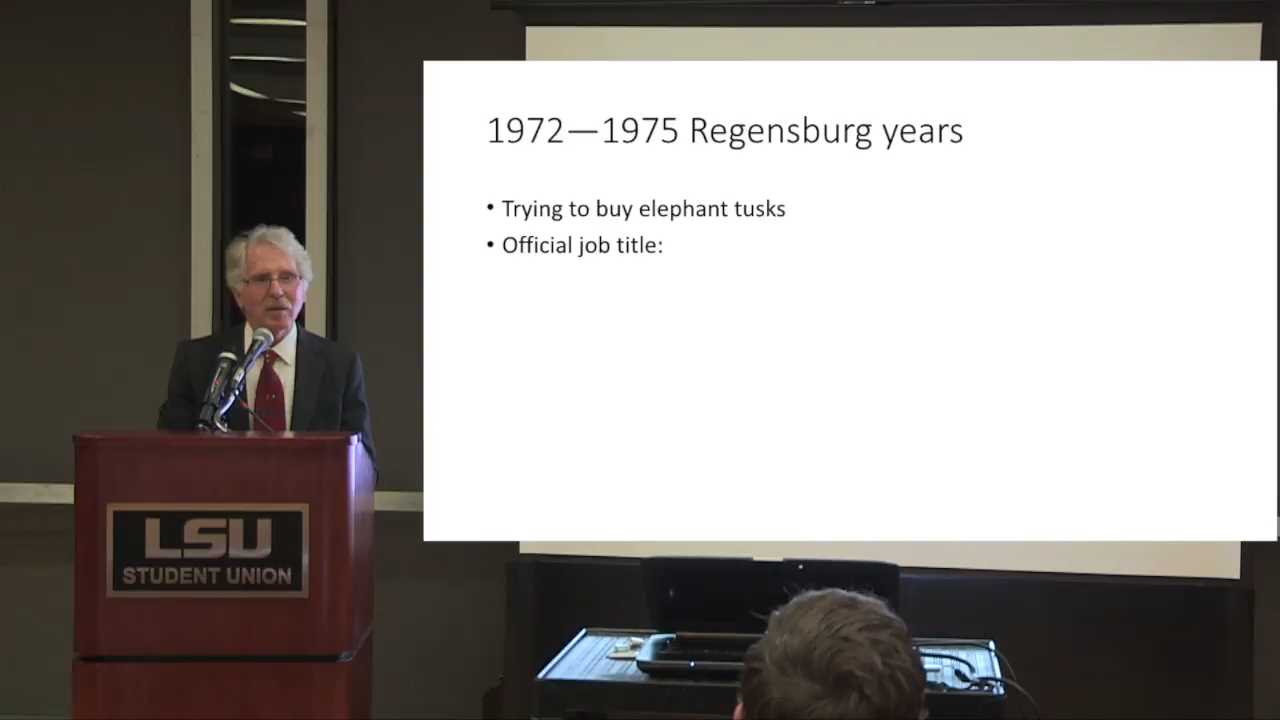 1972—1975 Regensburg years
• Trying to buy elephant tusks
• Official job title:
LSU
STUDENT UNION